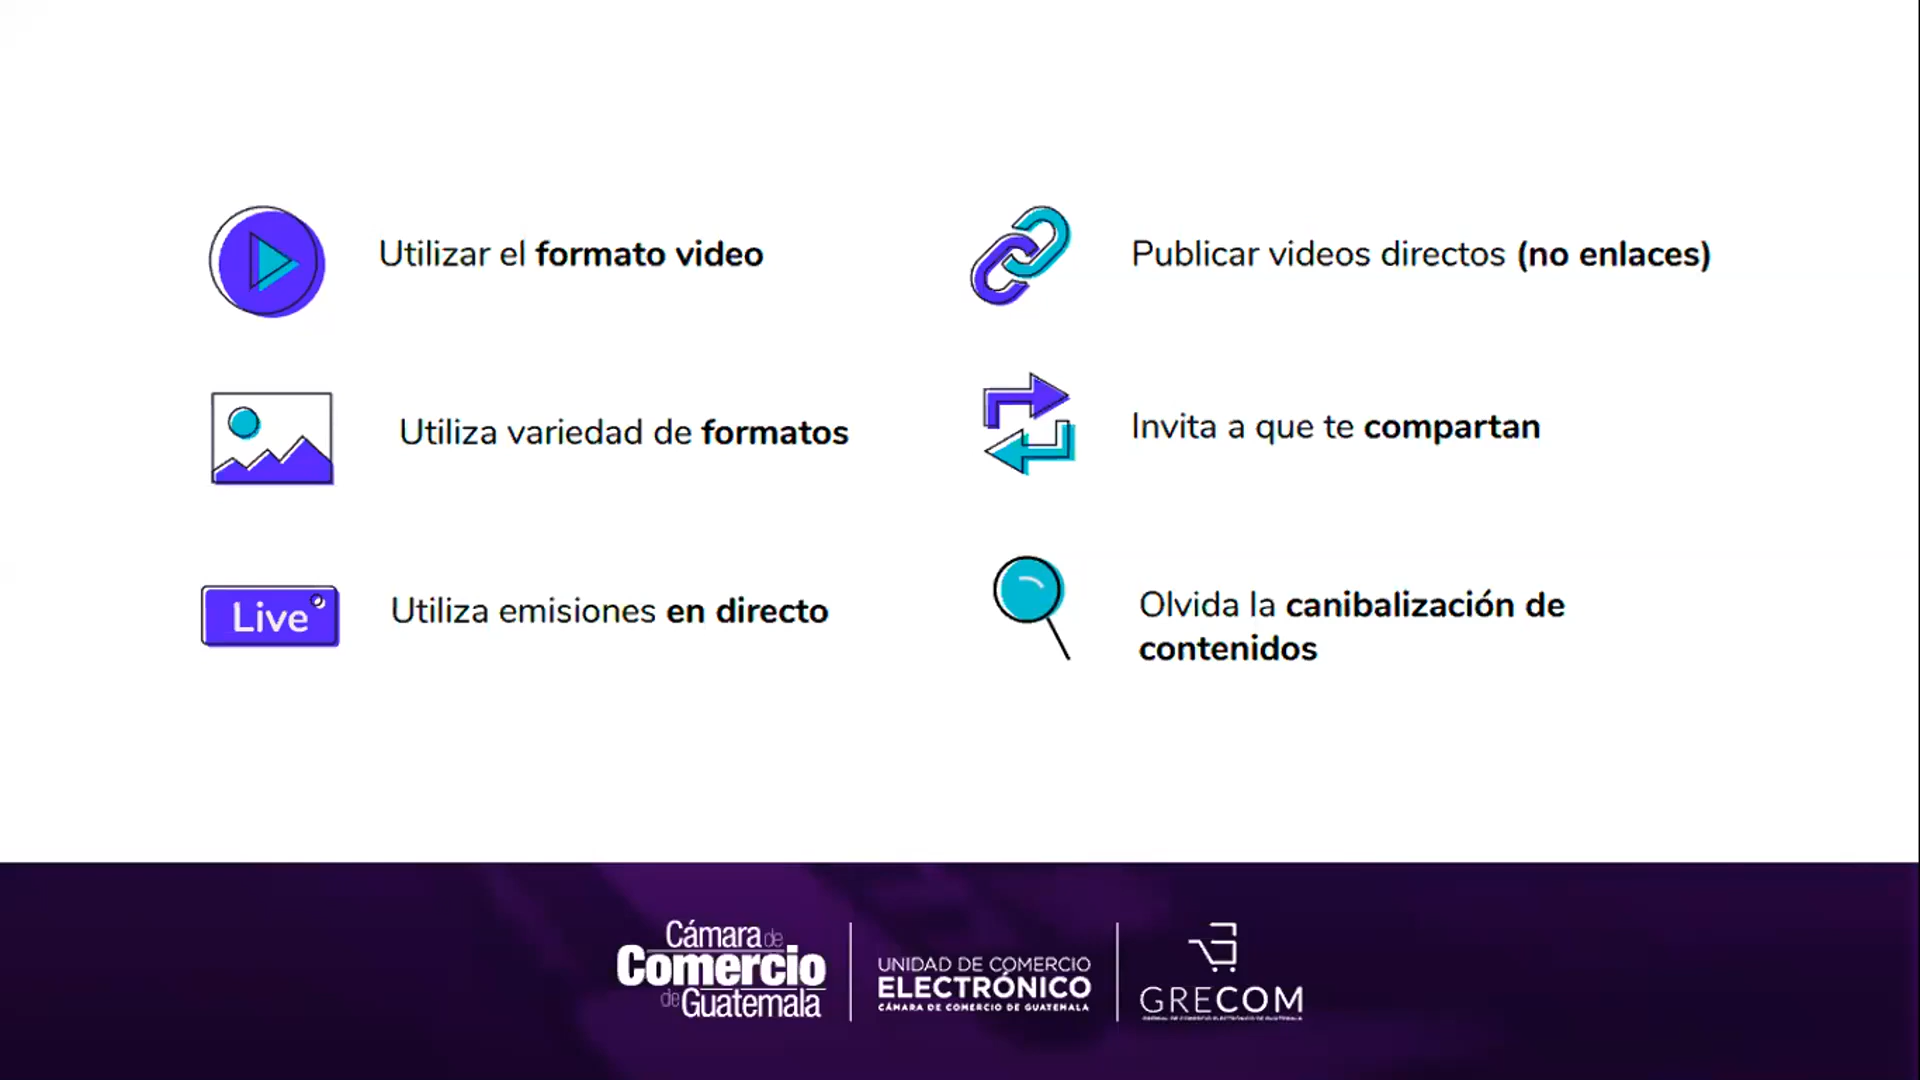 Utilizar el formato video
Publicar videos directos (no enlaces)
Utiliza variedad de formatos
Invita a que te compartan
Live
Utiliza emisiones en directo
Olvida la canibalización de
contenidos
Cámara de
Comercio
de Guatemala
UNIDAD DE COMERCIO
ELECTRÓNICO
CÁMARA DE COMERCIO DE GUATEMALA
GRECOM